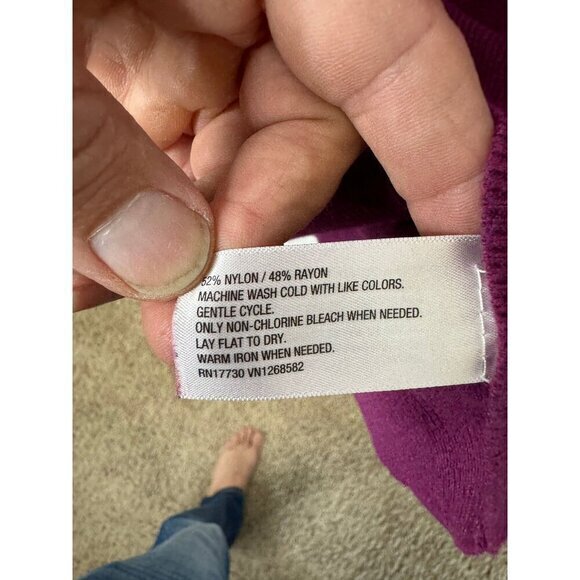 52% NYLON / 48% RAYON
MACHINE WASH COLD WITH LIKE COLORS.
GENTLE CYCLE.
ONLY NON-CHLORINE BLEACH WHEN NEEDED.
LAY FLAT TO DRY.
WARM IRON WHEN NEEDED.
RN17730 VN1268582